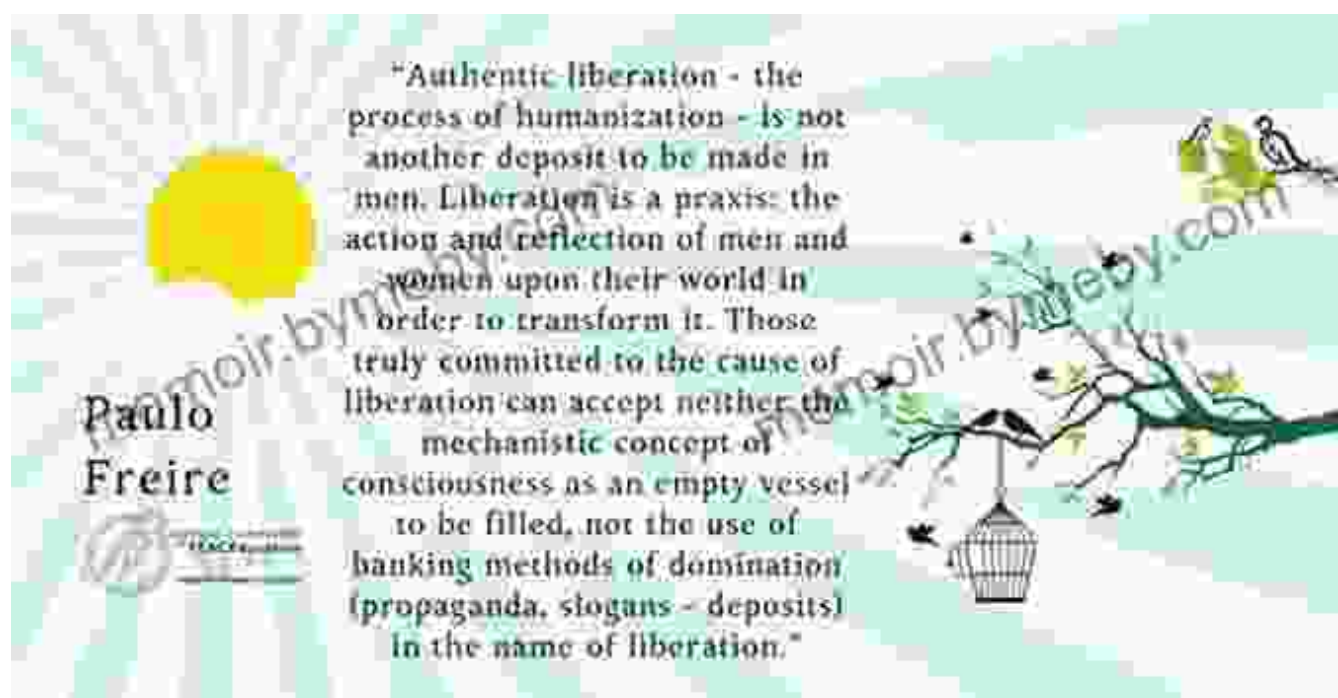 "Authentic liberation - the
process of humanization - is not
another deposit to be made in
men. Liberation is a praxis: the
action and reflection of men and
women upon their world in
order to transform it. Those
truly committed to the cause of
liberation can accept neither the
mechanistic concept of
consciousness as an empty vessel
to be filled, not the use of
banking methods of domination
(propaganda, slogans - deposits)
in the name of liberation."
Paulo
Freire
memoir.bymeby.com
memoir.bymeby.com